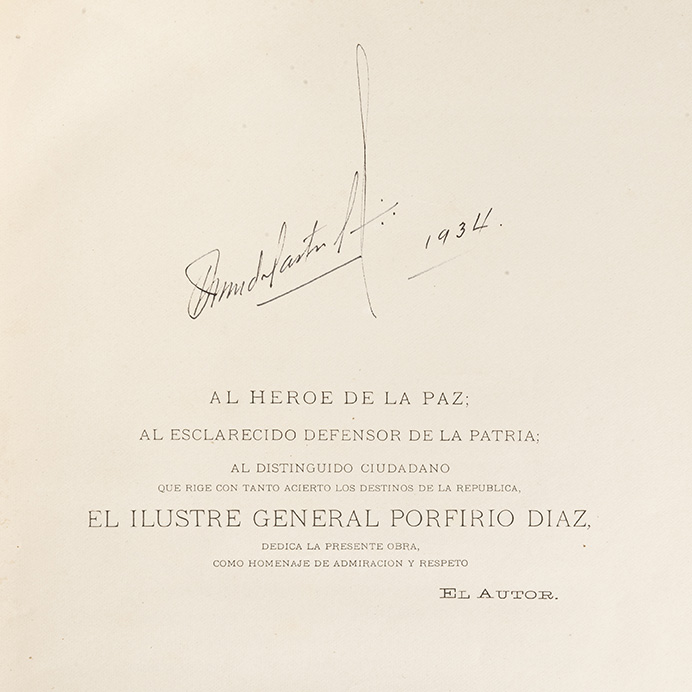 1934.
AL HEROE DE LA PAZ;
AL ESCLARECIDO DEFENSOR DE LA PATRIA;
AL DISTINGUIDO CIUDADANO
QUE RIGE CON TANTO ACIERTO LOS DESTINOS DE LA REPUBLICA,
EL ILUSTRE GENERAL PORFIRIO DIAZ,
DEDICA LA PRESENTE OBRA,
COMO HOMENAJE DE ADMIRACION Y RESPETO
EL AUTOR.